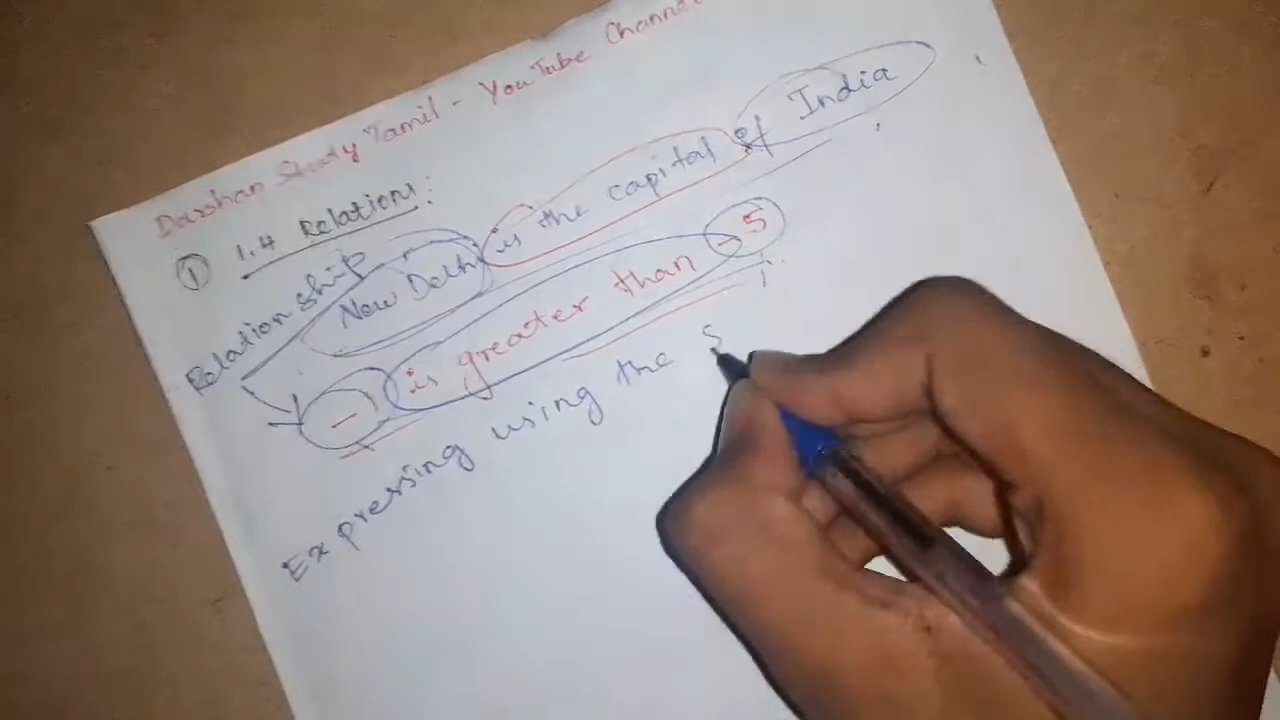 Darshan Study Tamil - YouTube Channel
① 1.4 Relations:
Relationship
New Delhi is the capital of India
- is greater than -5
Expressing using the S